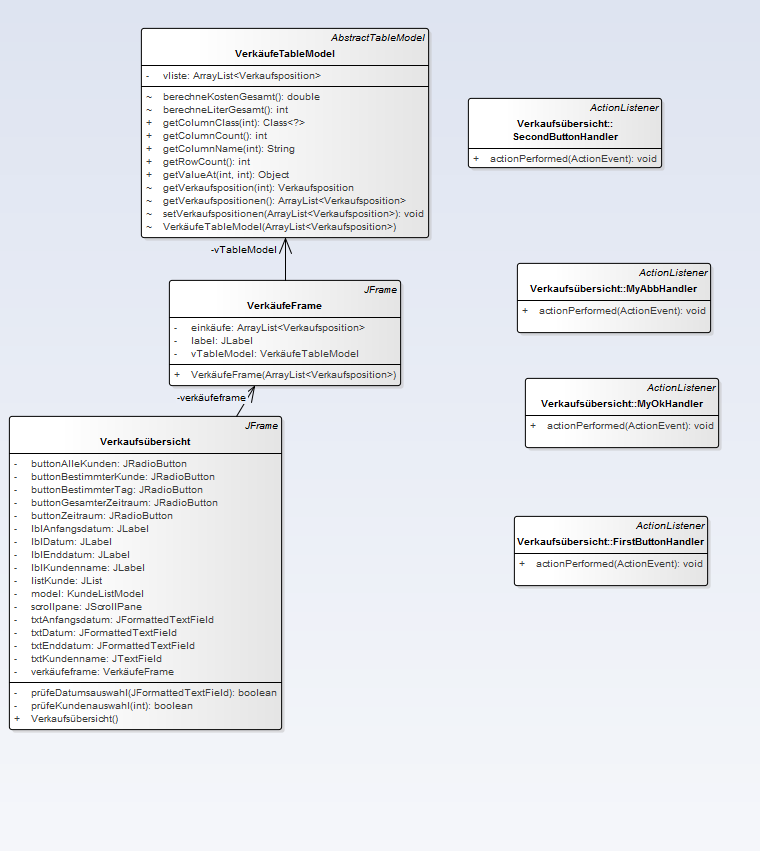 AbstractTableModel
VerkäufeTableModel
- vliste: ArrayList<Verkaufsposition>
~ berechneKostenGesamt(): double
~ berechneLiterGesamt(): int
+ getColumnClass(int): Class<?>
+ getColumnCount(): int
+ getColumnName(int): String
+ getRowCount(): int
+ getValueAt(int, int): Object
~ getVerkaufsposition(int): Verkaufsposition
~ getVerkaufspositionen(): ArrayList<Verkaufsposition>
~ setVerkaufspositionen(ArrayList<Verkaufsposition>): void
~ VerkäufeTableModel(ArrayList<Verkaufsposition>)
-vTableModel
JFrame
VerkäufeFrame
- einkäufe: ArrayList<Verkaufsposition>
- label: JLabel
- vTableModel: VerkäufeTableModel
+ VerkäufeFrame(ArrayList<Verkaufsposition>)
-verkäufeframe
JFrame
Verkaufsübersicht
- buttonAlleKunden: JRadioButton
- buttonBestimmterKunde: JRadioButton
- buttonBestimmterTag: JRadioButton
- buttonGesamterZeitraum: JRadioButton
- buttonZeitraum: JRadioButton
- lblAnfangsdatum: JLabel
- lblDatum: JLabel
- lblEnddatum: JLabel
- lblKundenname: JLabel
- listKunde: JList
- model: KundeListModel
- scrollpane: JScrollPane
- txtAnfangsdatum: JFormattedTextField
- txtDatum: JFormattedTextField
- txtEnddatum: JFormattedTextField
- txtKundenname: JTextField
- verkäufeframe: VerkäufeFrame
- prüfeDatumsauswahl(JFormattedTextField): boolean
- prüfeKundenauswahl(int): boolean
+ Verkaufsübersicht()
ActionListener
Verkaufsübersicht::
SecondButtonHandler
+ actionPerformed(ActionEvent): void
ActionListener
Verkaufsübersicht::MyAbbHandler
+ actionPerformed(ActionEvent): void
ActionListener
Verkaufsübersicht::MyOkHandler
+ actionPerformed(ActionEvent): void
ActionListener
Verkaufsübersicht::FirstButtonHandler
+ actionPerformed(ActionEvent): void